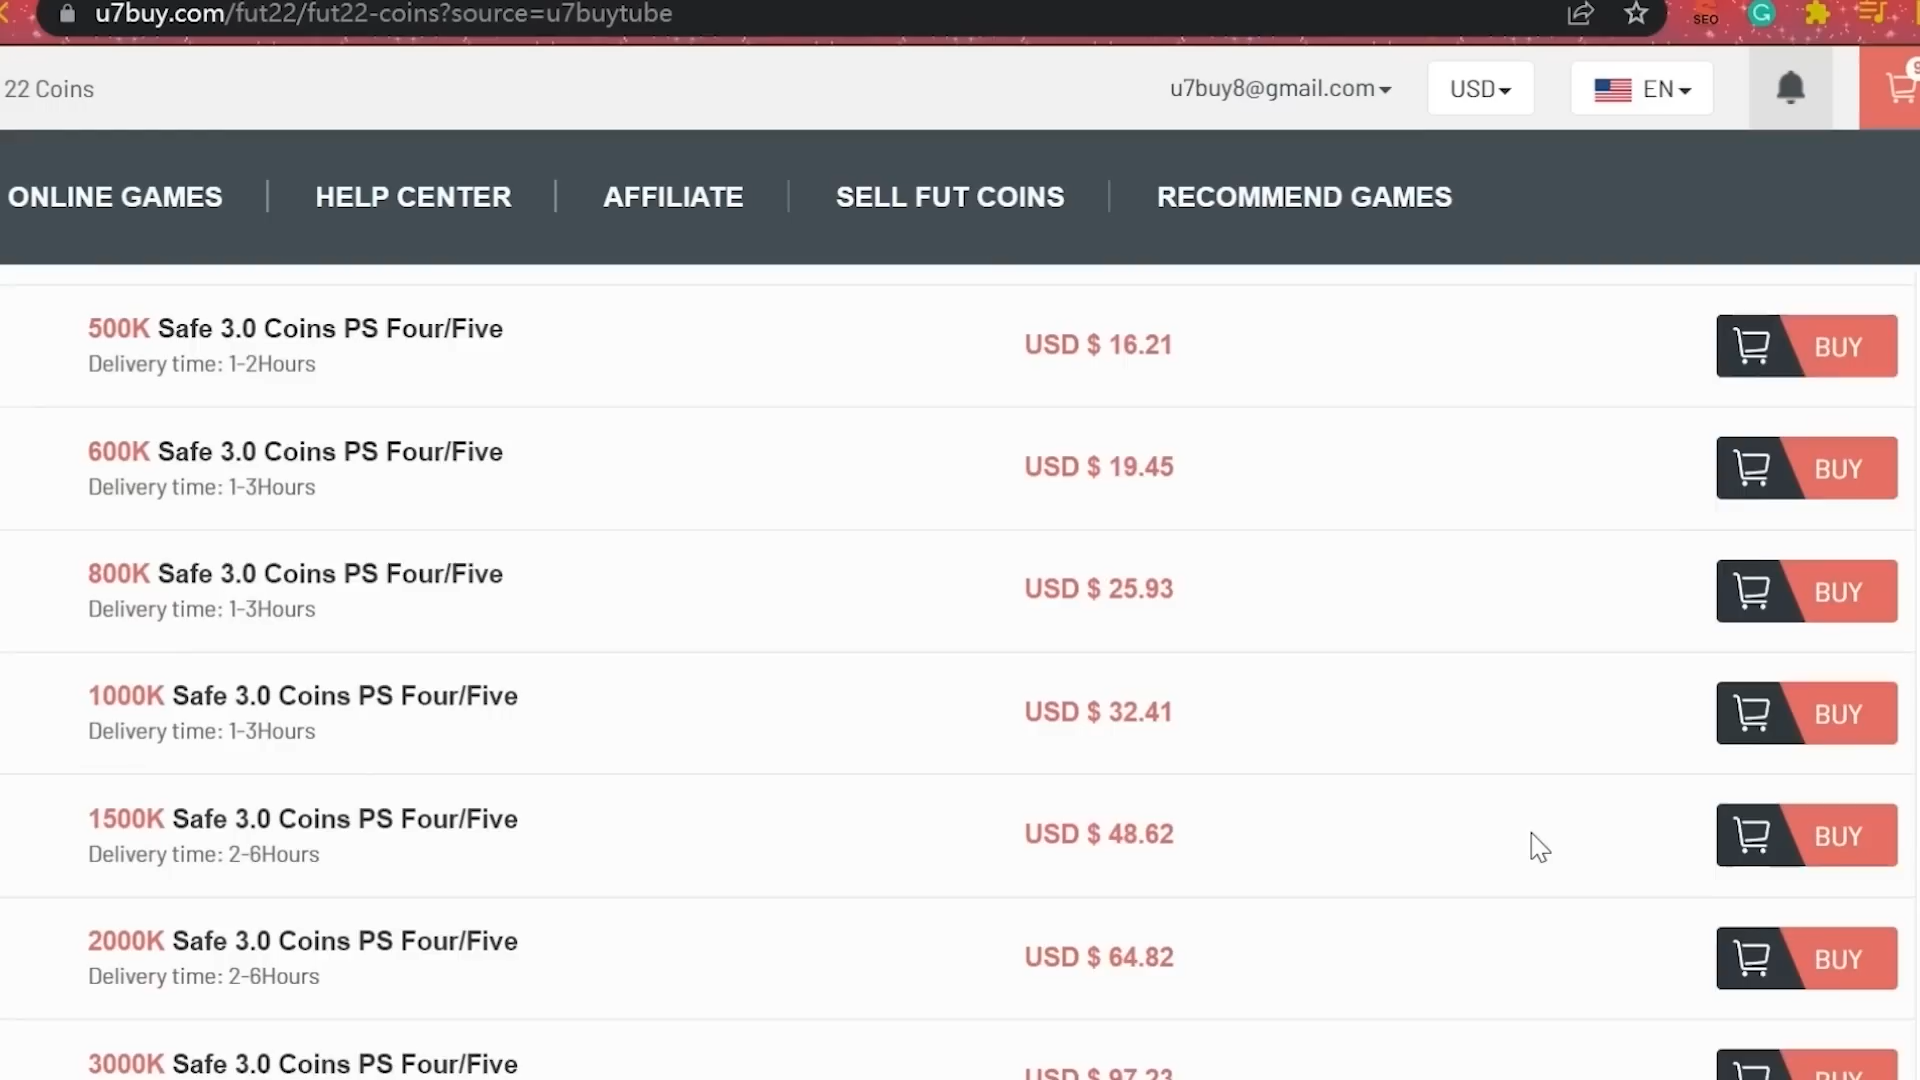 u7buy.com/fut22/fut22-coins?source=u7buytube
SEO
22 Coins
u7buy8@gmail.com
USD
EN
9
ONLINE GAMES
HELP CENTER
AFFILIATE
SELL FUT COINS
RECOMMEND GAMES
500K Safe 3.0 Coins PS Four/Five
USD $ 16.21
BUY
Delivery time: 1-2Hours
600K Safe 3.0 Coins PS Four/Five
USD $ 19.45
BUY
Delivery time: 1-3Hours
800K Safe 3.0 Coins PS Four/Five
USD $ 25.93
BUY
Delivery time: 1-3Hours
1000K Safe 3.0 Coins PS Four/Five
USD $ 32.41
BUY
Delivery time: 1-3Hours
1500K Safe 3.0 Coins PS Four/Five
USD $ 48.62
BUY
Delivery time: 2-6Hours
2000K Safe 3.0 Coins PS Four/Five
USD $ 64.82
BUY
Delivery time: 2-6Hours
3000K Safe 3.0 Coins PS Four/Five
USD $ 97.23
BUY